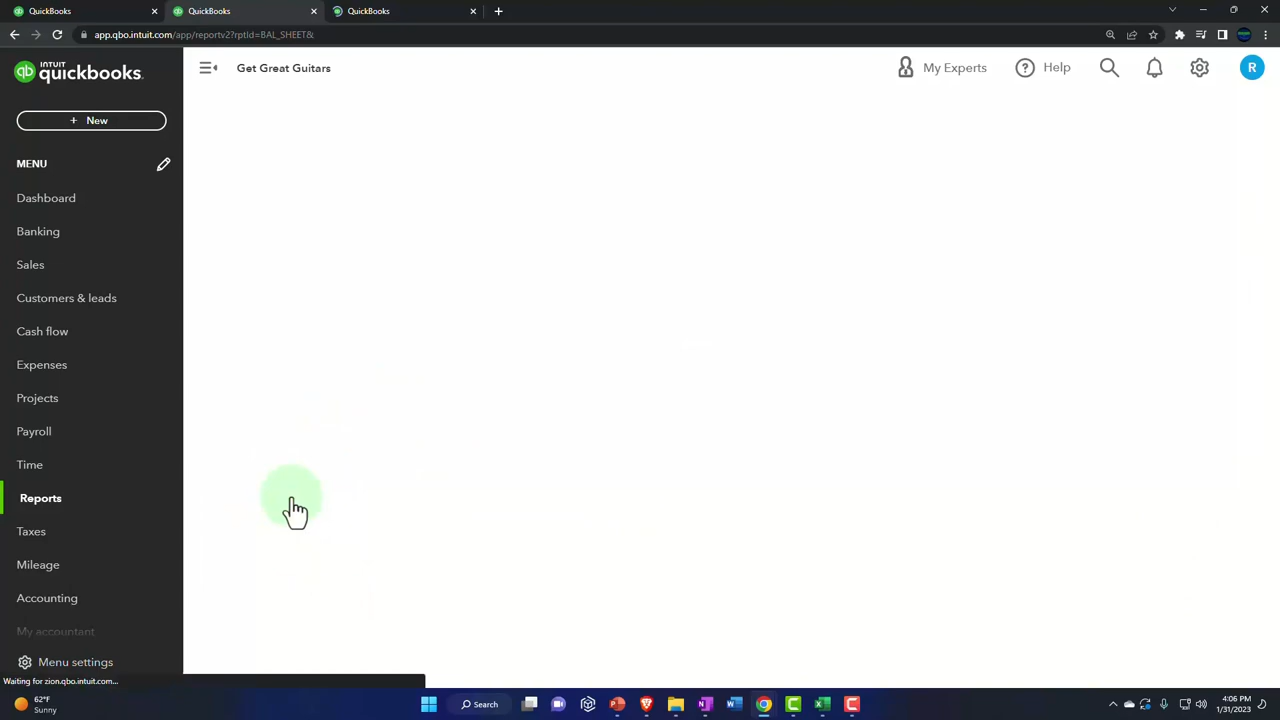 QuickBooks
QuickBooks
QuickBooks
app.qbo.intuit.com/app/reportv2?rptid=BAL_SHEET&
INTUIT
quickbooks.
Get Great Guitars
My Experts
Help
R
+ New
MENU
Dashboard
Banking
Sales
Customers & leads
Cash flow
Expenses
Projects
Payroll
Time
Reports
Taxes
Mileage
Accounting
My accountant
Menu settings
Waiting for zion.qbo.intuit.com...
62°F
Sunny
Search
4:06 PM
1/31/2023